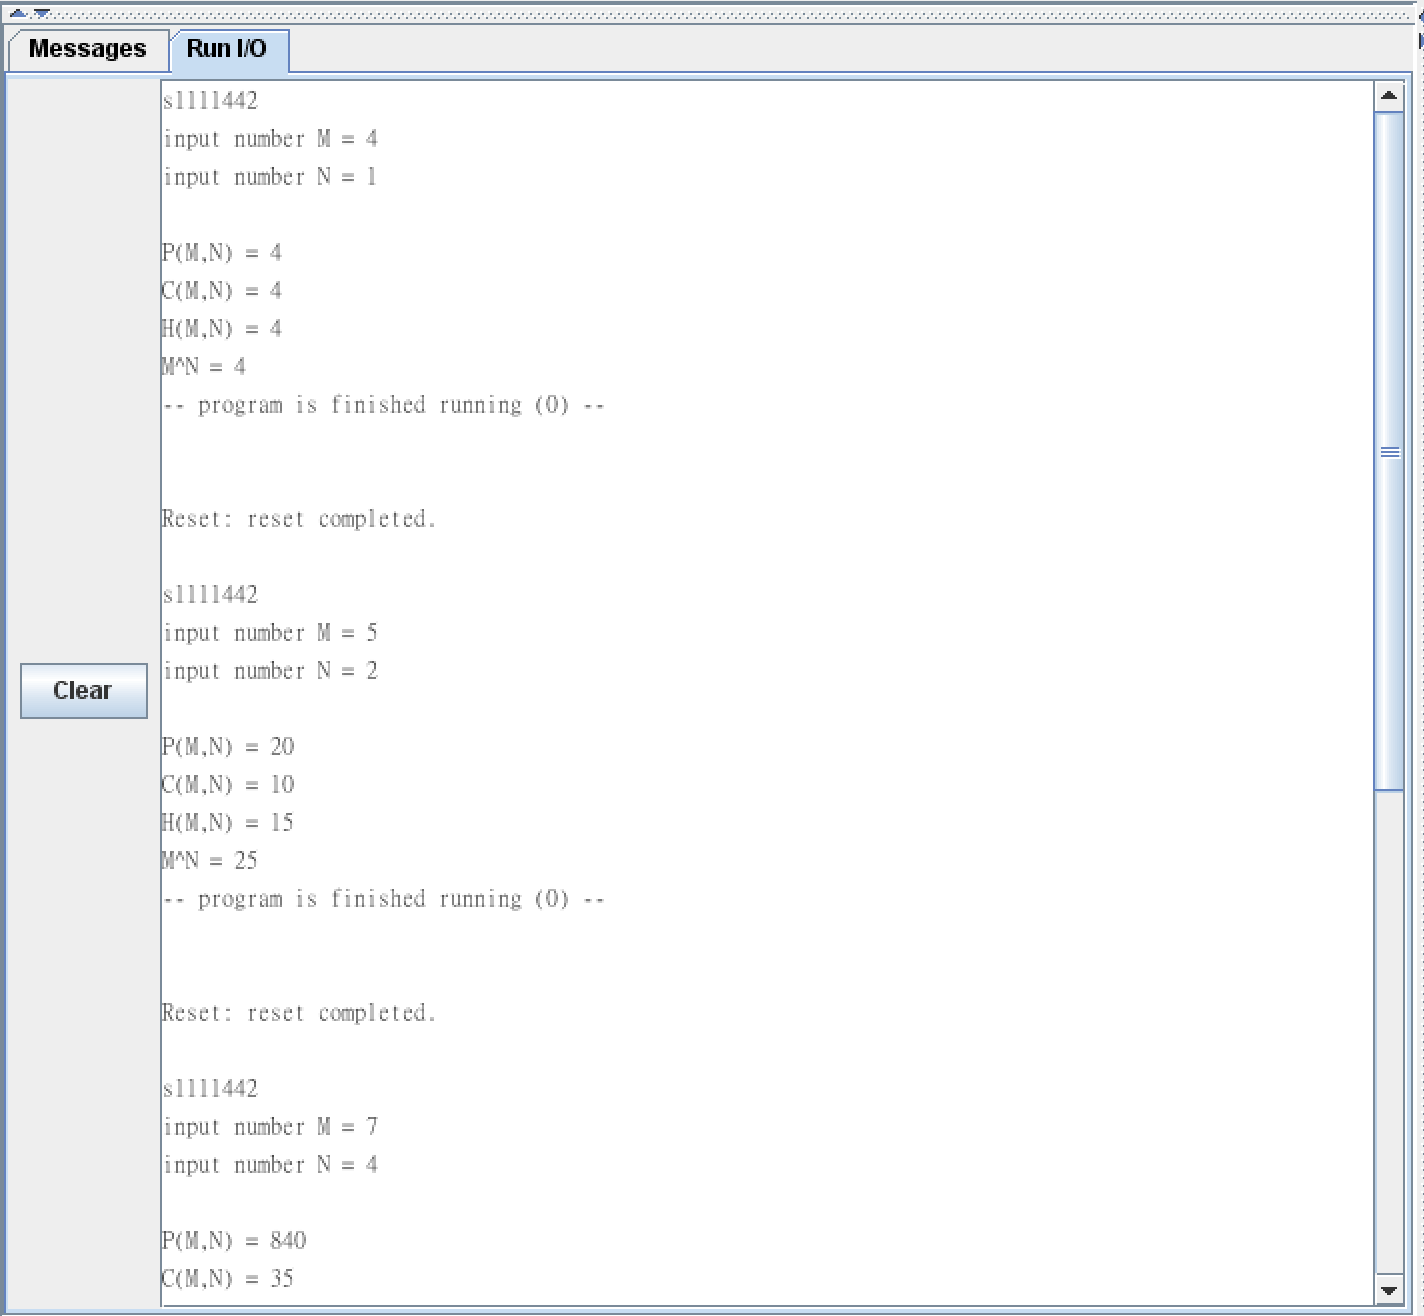 Messages
Run I/O
s1111442
input number M = 4
input number N = 1
P(M,N) = 4
C(M,N) = 4
H(M,N) = 4
M^N = 4
-- program is finished running (0) --
Reset: reset completed.
s1111442
input number M = 5
input number N = 2
Clear
P(M,N) = 20
C(M,N) = 10
H(M,N) = 15
M^N = 25
-- program is finished running (0) --
Reset: reset completed.
s1111442
input number M = 7
input number N = 4
P(M,N) = 840
C(M,N) = 35